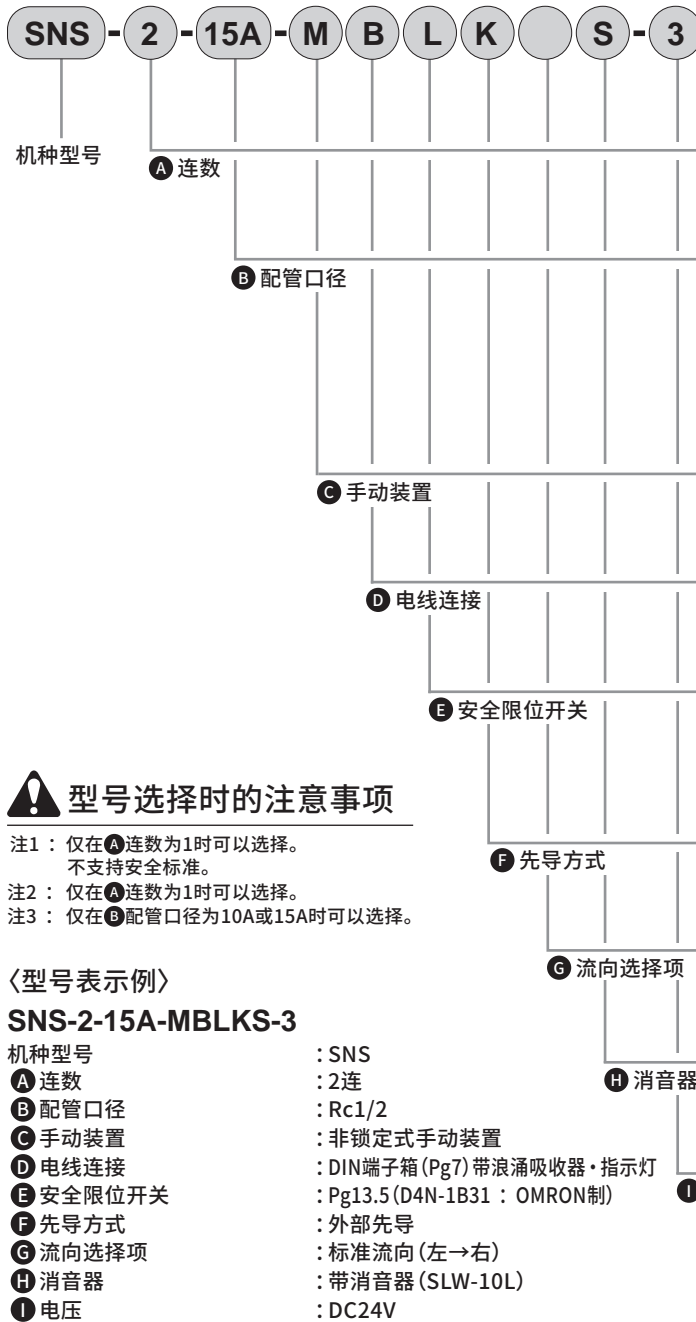 SNS-2-15A-MBLK S-3
机种型号
A 连数
B 配管口径
C 手动装置
D 电线连接
E 安全限位开关
F 先导方式
G 流向选择项
H 消音器
I
型号选择时的注意事项
注1 ： 仅在A连数为1时可以选择。
不支持安全标准。
注2 ： 仅在A连数为1时可以选择。
注3 ： 仅在B配管口径为10A或15A时可以选择。
〈型号表示例〉
SNS-2-15A-MBLKS-3
机种型号 ：SNS
A 连数 ：2连
B 配管口径 ：Rc1/2
C 手动装置 ：非锁定式手动装置
D 电线连接 ：DIN端子箱（Pg7）带浪涌吸收器・指示灯
E 安全限位开关 ：Pg13.5（D4N-1B31 ：OMRON制）
F 先导方式 ：外部先导
G 流向选择项 ：标准流向（左→右）
H 消音器 ：带消音器（SLW-10L）
I 电压 ：DC24V